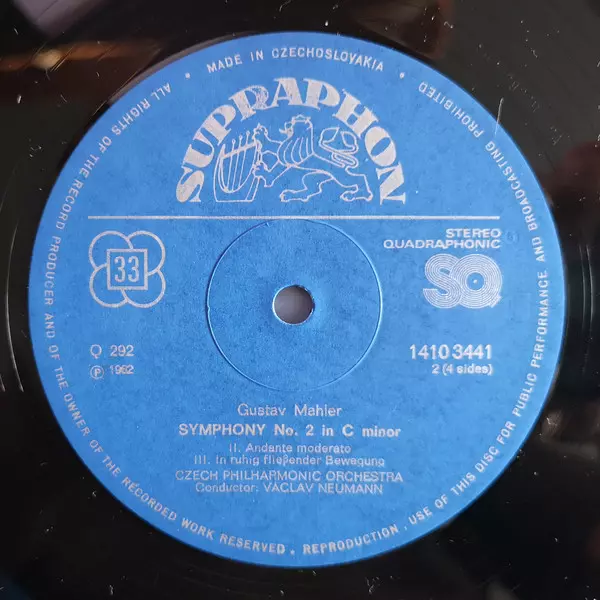 MADE IN CZECHOSLOVAKIA
ALL RIGHTS OF THE RECORD PRODUCER AND OF THE OWNER OF THE RECORDED WORK RESERVED . REPRODUCTION , USE OF THIS DISC FOR PUBLIC PERFORMANCE AND BROADCASTING PROHIBITED
SUPRAPHON
STEREO
QUADRAPHONIC
33
SQ
Q 292
1410 3441
Ⓟ 1982
2 (4 sides)
Gustav Mahler
SYMPHONY No. 2 in C minor
II. Andante moderato
III. In ruhig fließender Bewegung
CZECH PHILHARMONIC ORCHESTRA
Conductor: VÁCLAV NEUMANN